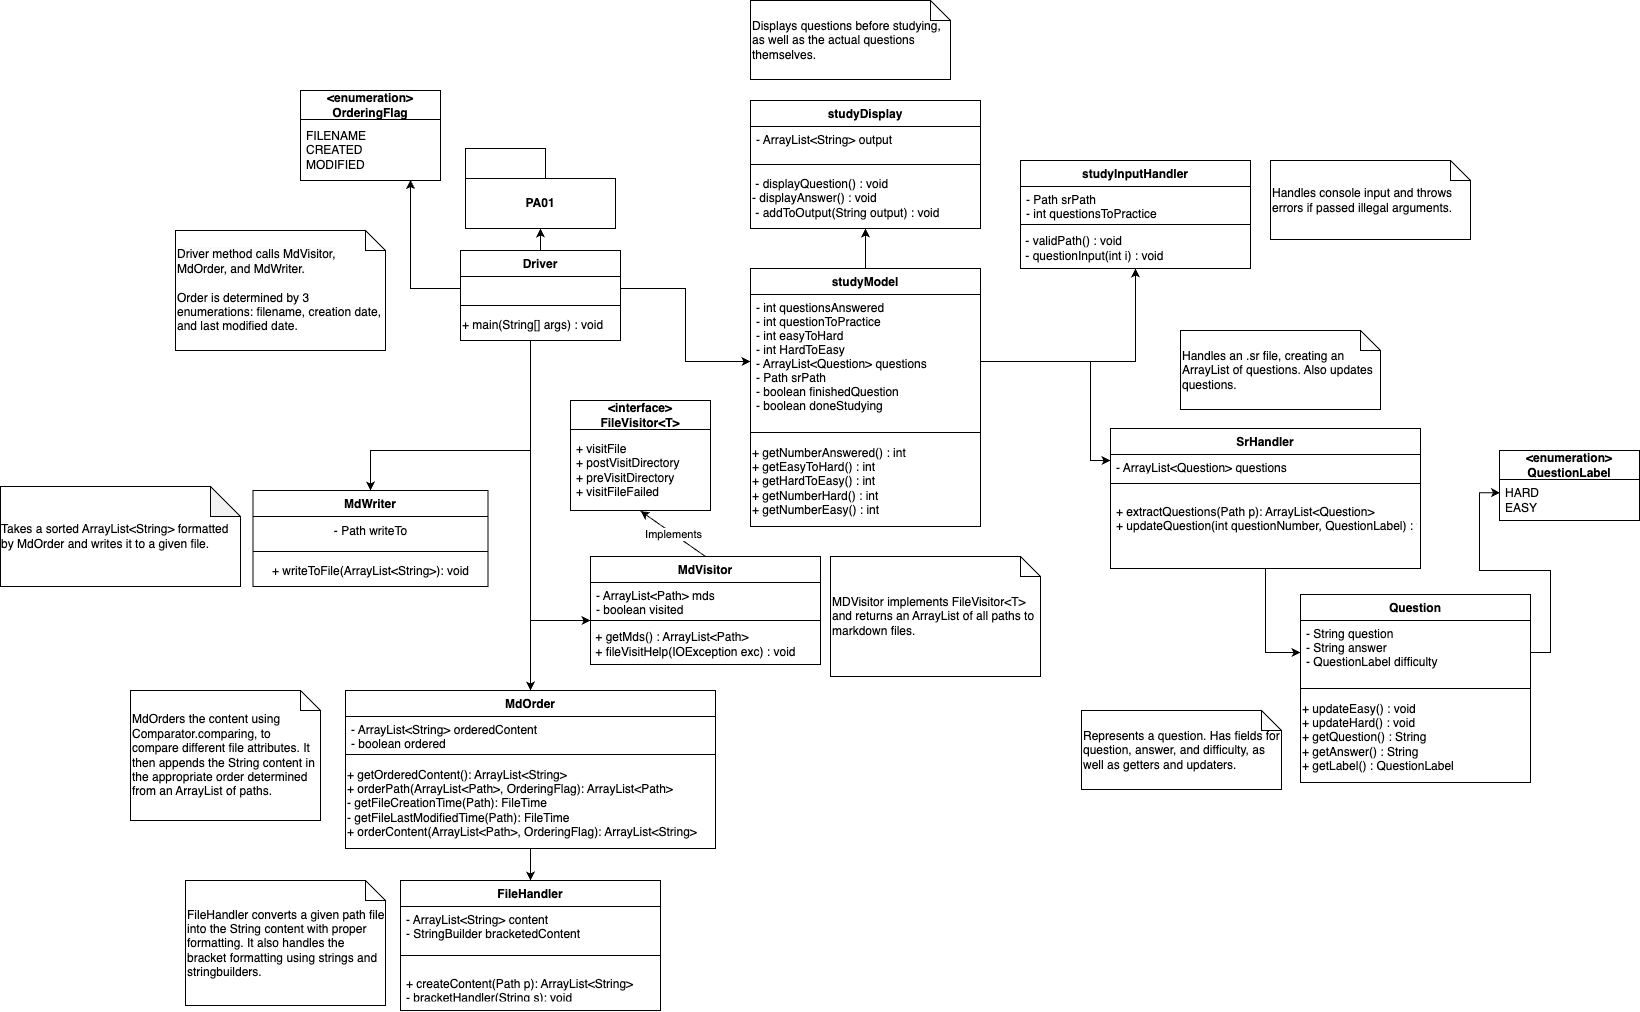 Displays questions before studying,
as well as the actual questions
themselves.
<enumeration>
OrderingFlag
FILENAME
CREATED
MODIFIED
PA01
studyDisplay
- ArrayList<String> output
- displayQuestion() : void
- displayAnswer() : void
- addToOutput(String output) : void
studyInputHandler
- Path srPath
- int questionsToPractice
- validPath() : void
- questionInput(int i) : void
Handles console input and throws
errors if passed illegal arguments.
Driver method calls MdVisitor,
MdOrder, and MdWriter.
Order is determined by 3
enumerations: filename, creation date,
and last modified date.
Driver
+ main(String[] args) : void
studyModel
- int questionsAnswered
- int questionToPractice
- int easyToHard
- int HardToEasy
- ArrayList<Question> questions
- Path srPath
- boolean finishedQuestion
- boolean doneStudying
+ getNumberAnswered() : int
+ getEasyToHard() : int
+ getHardToEasy() : int
+ getNumberHard() : int
+ getNumberEasy() : int
Handles an .sr file, creating an
ArrayList of questions. Also updates
questions.
<interface>
FileVisitor<T>
+ visitFile
+ postVisitDirectory
+ preVisitDirectory
+ visitFileFailed
Implements
SrHandler
- ArrayList<Question> questions
+ extractQuestions(Path p): ArrayList<Question>
+ updateQuestion(int questionNumber, QuestionLabel) :
<enumeration>
QuestionLabel
HARD
EASY
Takes a sorted ArrayList<String> formatted
by MdOrder and writes it to a given file.
MdWriter
- Path writeTo
+ writeToFile(ArrayList<String>): void
MdVisitor
- ArrayList<Path> mds
- boolean visited
+ getMds() : ArrayList<Path>
+ fileVisitHelp(IOException exc) : void
MDVisitor implements FileVisitor<T>
and returns an ArrayList of all paths to
markdown files.
Question
- String question
- String answer
- QuestionLabel difficulty
+ updateEasy() : void
+ updateHard() : void
+ getQuestion() : String
+ getAnswer() : String
+ getLabel() : QuestionLabel
Represents a question. Has fields for
question, answer, and difficulty, as
well as getters and updaters.
MdOrders the content using
Comparator.comparing, to
compare different file attributes. It
then appends the String content in
the appropriate order determined
from an ArrayList of paths.
MdOrder
- ArrayList<String> orderedContent
- boolean ordered
+ getOrderedContent(): ArrayList<String>
+ orderPath(ArrayList<Path>, OrderingFlag): ArrayList<Path>
- getFileCreationTime(Path): FileTime
- getFileLastModifiedTime(Path): FileTime
+ orderContent(ArrayList<Path>, OrderingFlag): ArrayList<String>
FileHandler converts a given path file
into the String content with proper
formatting. It also handles the
bracket formatting using strings and
stringbuilders.
FileHandler
- ArrayList<String> content
- StringBuilder bracketedContent
+ createContent(Path p): ArrayList<String>
- bracketHandler(String s): void